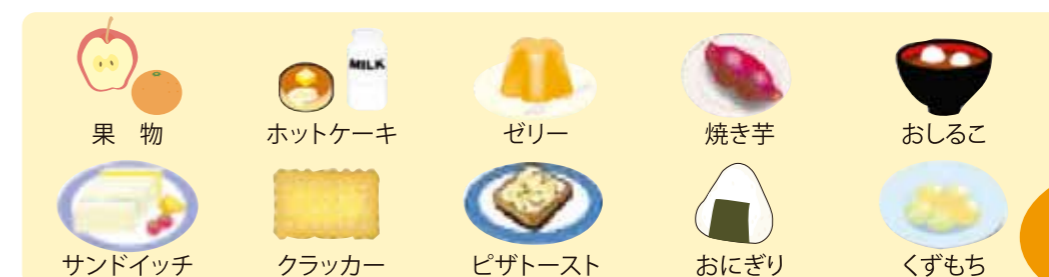 MILK
果 物 ホットケーキ ゼリー 焼き芋 おしるこ
サンドイッチ クラッカー ピザトースト おにぎり くずもち